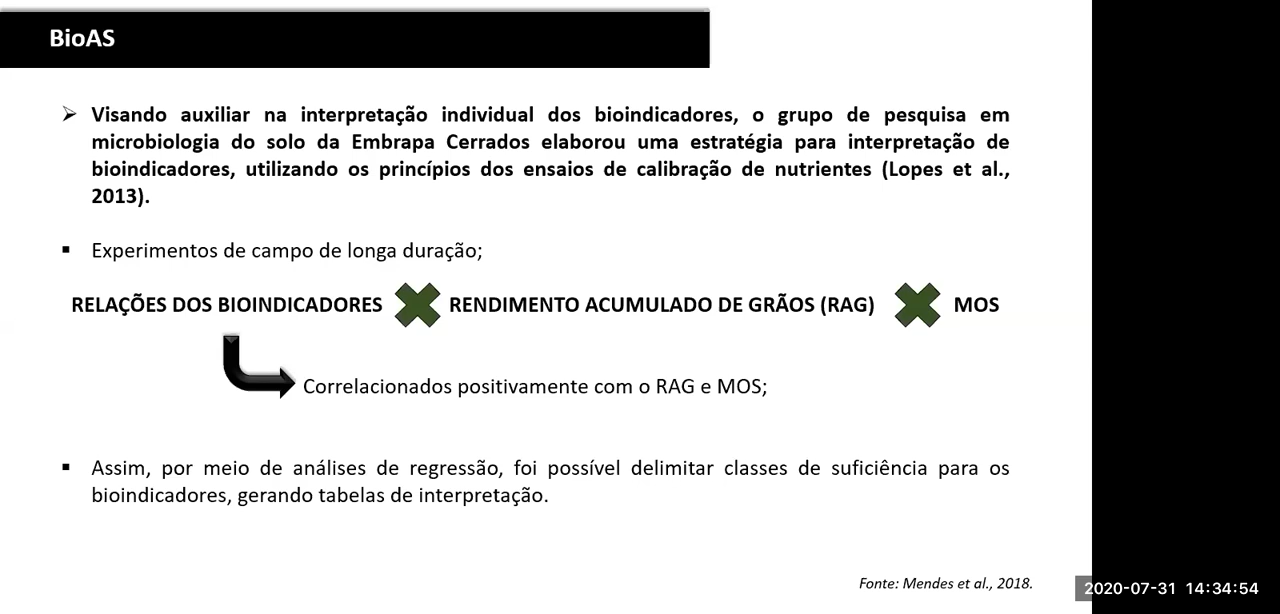 BioAS
Visando auxiliar na interpretação individual dos bioindicadores, o grupo de pesquisa em
microbiologia do solo da Embrapa Cerrados elaborou uma estratégia para interpretação de
bioindicadores, utilizando os princípios dos ensaios de calibração de nutrientes (Lopes et al.,
2013).
Experimentos de campo de longa duração;
RELAÇÕES DOS BIOINDICADORES RENDIMENTO ACUMULADO DE GRÃOS (RAG) MOS
Correlacionados positivamente com o RAG e MOS;
Assim, por meio de análises de regressão, foi possível delimitar classes de suficiência para os
bioindicadores, gerando tabelas de interpretação.
Fonte: Mendes et al., 2018.
2020-07-31 14:34:54